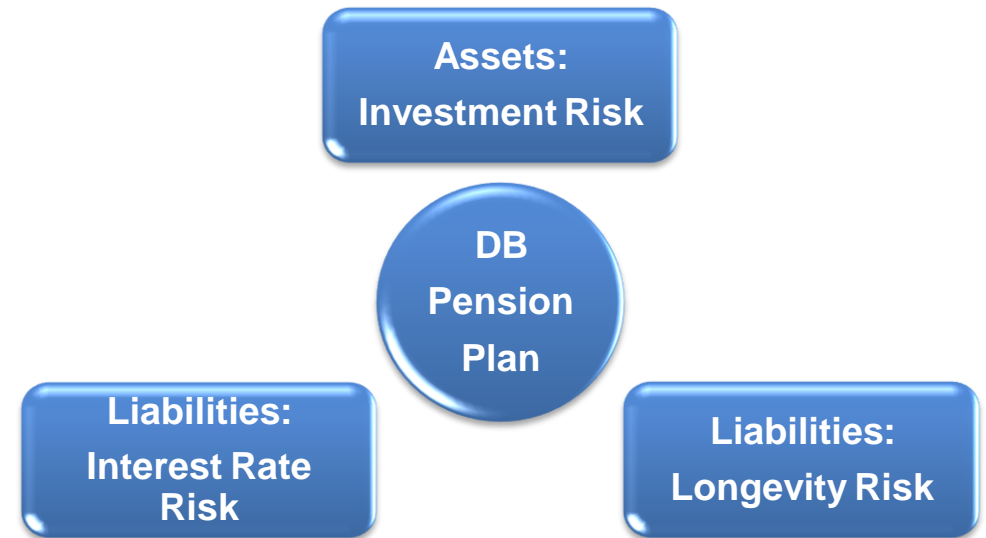 Assets:
Investment Risk
DB
Pension
Plan
Liabilities:
Interest Rate
Risk
Liabilities:
Longevity Risk